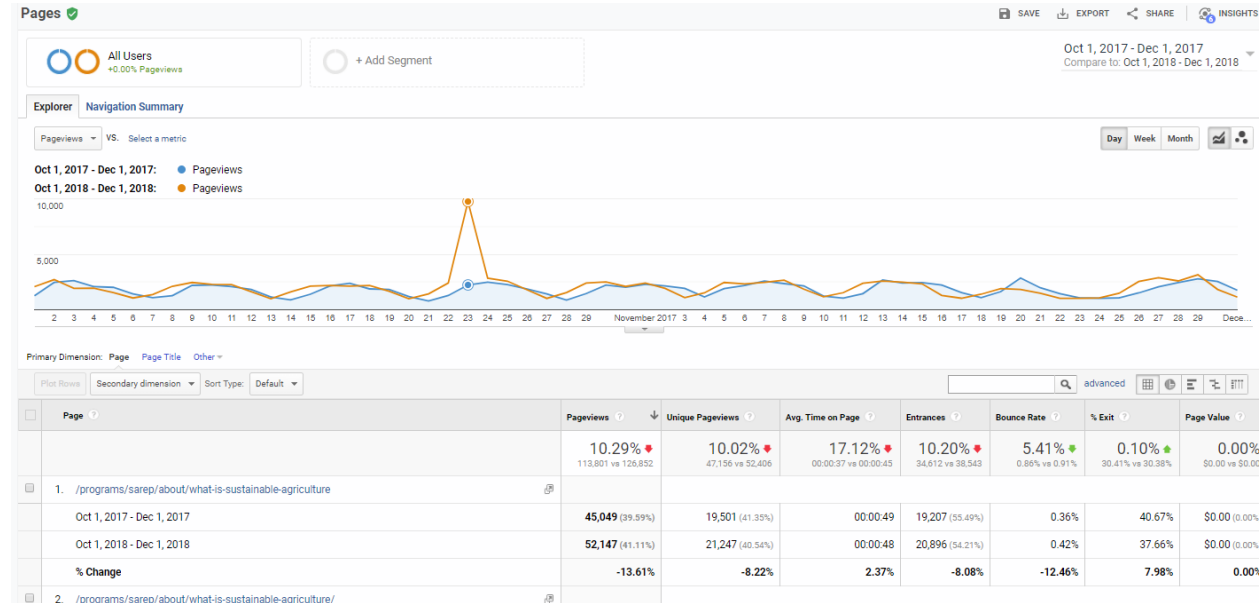 Pages
SAVE EXPORT SHARE INSIGHTS
6
All Users
+0.00% Pageviews
+ Add Segment
Oct 1, 2017 - Dec 1, 2017
Compare to: Oct 1, 2018 - Dec 1, 2018
Explorer Navigation Summary
Pageviews VS. Select a metric
Day Week Month
Oct 1, 2017 - Dec 1, 2017: Pageviews
Oct 1, 2018 - Dec 1, 2018: Pageviews
10,000
5,000
2 3 4 5 6 7 8 9 10 11 12 13 14 15 16 17 18 19 20 21 22 23 24 25 26 27 28 29 November 2017 3 4 5 6 7 8 9 10 11 12 13 14 15 16 17 18 19 20 21 22 23 24 25 26 27 28 29 Dece...
Primary Dimension: Page Page Title Other
Plot Rows Secondary dimension Sort Type: Default advanced
Page ? Pageviews ? Unique Pageviews ? Avg. Time on Page ? Entrances ? Bounce Rate ? % Exit ? Page Value ?
10.29% 10.02% 17.12% 10.20% 5.41% 0.10% 0.00%
113,801 vs 126,852 47,156 vs 52,406 00:00:37 vs 00:00:45 34,612 vs 38,543 0.86% vs 0.91% 30.41% vs 30.38% $0.00 vs $0.00
1. /programs/sarep/about/what-is-sustainable-agriculture
Oct 1, 2017 - Dec 1, 2017 45,049 (39.59%) 19,501 (41.35%) 00:00:49 19,207 (55.49%) 0.36% 40.67% $0.00 (0.00%
Oct 1, 2018 - Dec 1, 2018 52,147 (41.11%) 21,247 (40.54%) 00:00:48 20,896 (54.21%) 0.42% 37.66% $0.00 (0.00%
% Change -13.61% -8.22% 2.37% -8.08% -12.46% 7.98% 0.00%
2. /programs/sarep/about/what-is-sustainable-agriculture/